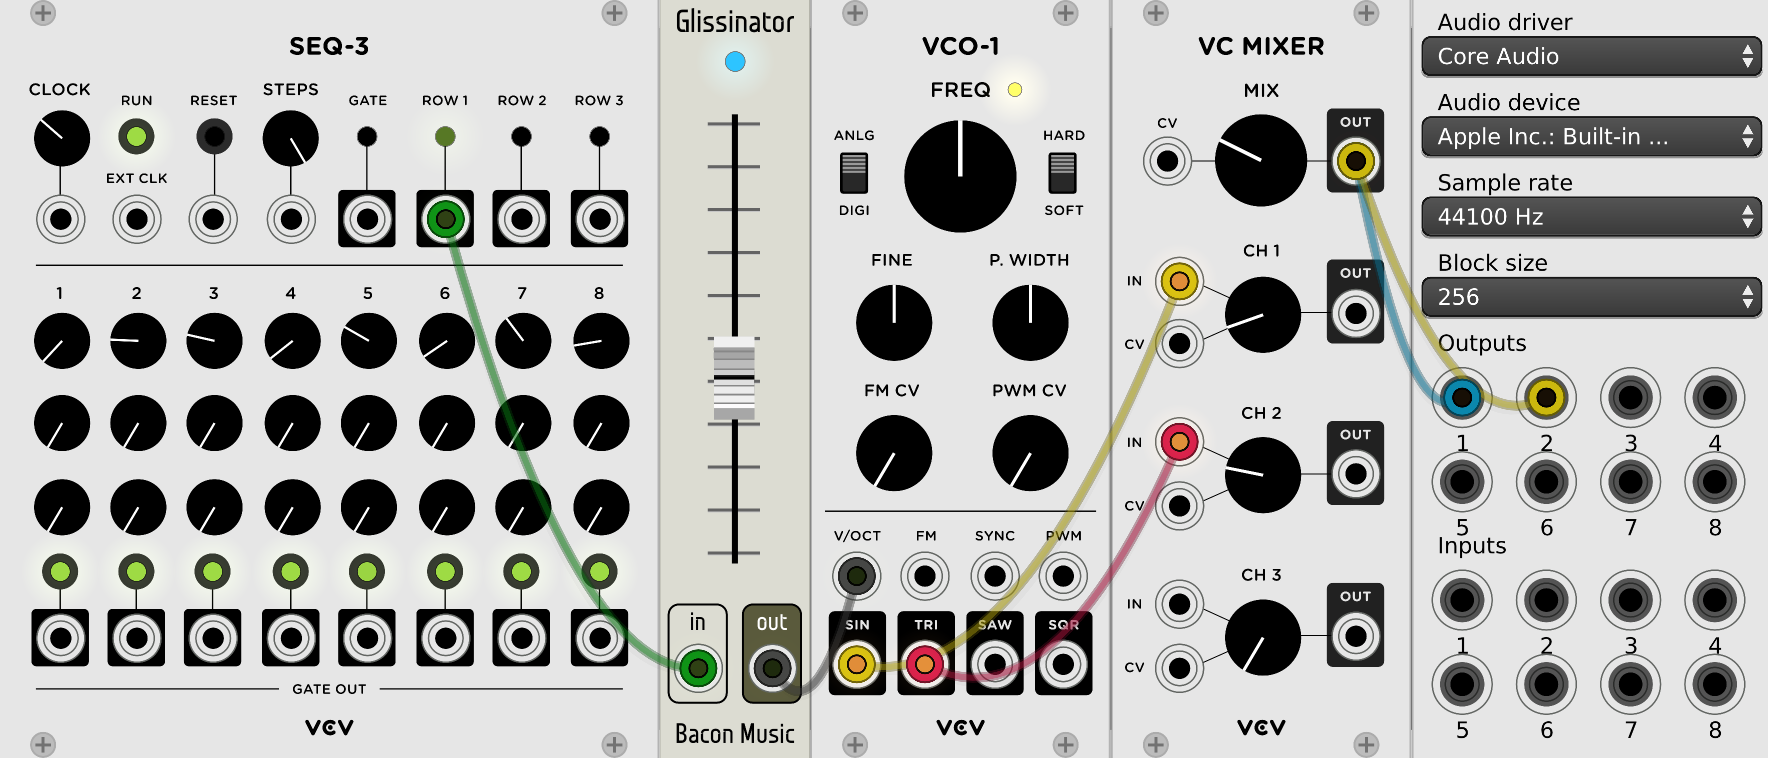 SEQ-3
CLOCK RUN RESET STEPS GATE ROW 1 ROW 2 ROW 3
EXT CLK
1 2 3 4 5 6 7 8
GATE OUT
VCV
Glissinator
in out
Bacon Music
VCO-1
FREQ
ANLG HARD
DIGI SOFT
FINE P. WIDTH
FM CV PWM CV
V/OCT FM SYNC PWM
SIN TRI SAW SQR
VCV
VC MIXER
MIX
CV OUT
CH 1
IN OUT
CV
CH 2
IN OUT
CV
CH 3
IN OUT
CV
VCV
Audio driver
Core Audio
Audio device
Apple Inc.: Built-in ...
Sample rate
44100 Hz
Block size
256
Outputs
1 2 3 4
5 6 7 8
Inputs
1 2 3 4
5 6 7 8